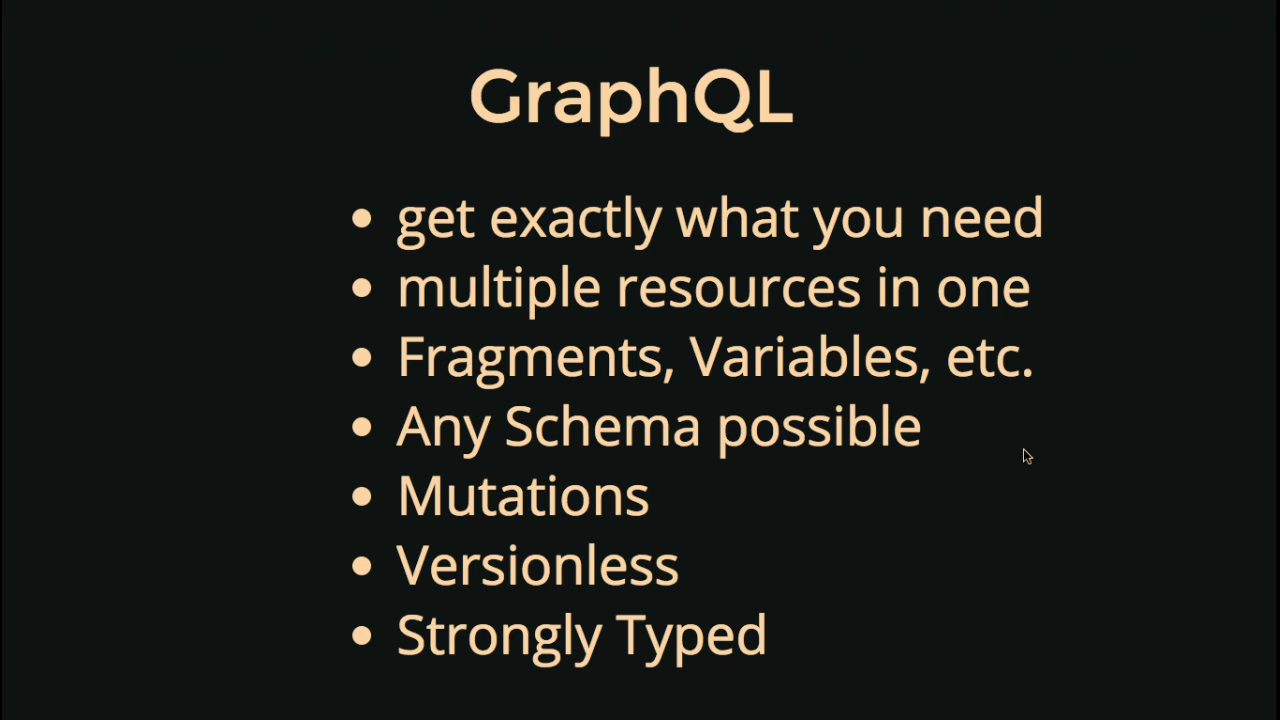 GraphQL
get exactly what you need
multiple resources in one
Fragments, Variables, etc.
Any Schema possible
Mutations
Versionless
Strongly Typed